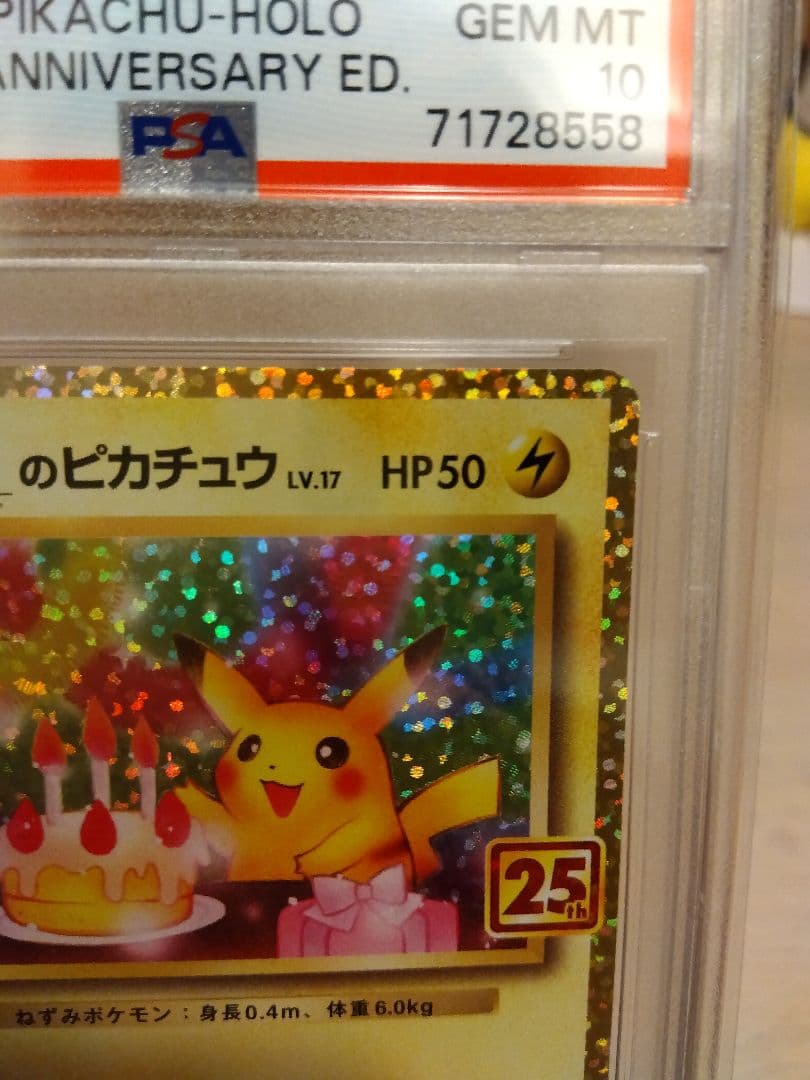 PIKACHU-HOLO GEM MT
ANNIVERSARY ED. 10
PSA 71728558
のピカチュウ LV.17 HP50
25th
ねずみポケモン：身長0.4m、体重6.0kg